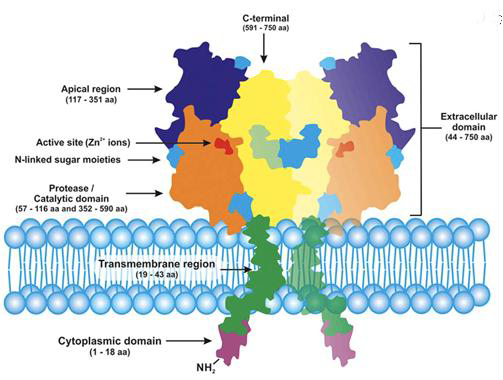 C-terminal
(591 - 750 aa)
Apical region
(117 - 351 aa)
Extracellular
domain
(44 - 750 aa)
Active site (Zn²⁺ ions)
N-linked sugar moieties
Protease /
Catalytic domain
(57 - 116 aa and 352 - 590 aa)
Transmembrane region
(19 - 43 aa)
Cytoplasmic domain
(1 - 18 aa)
NH₂